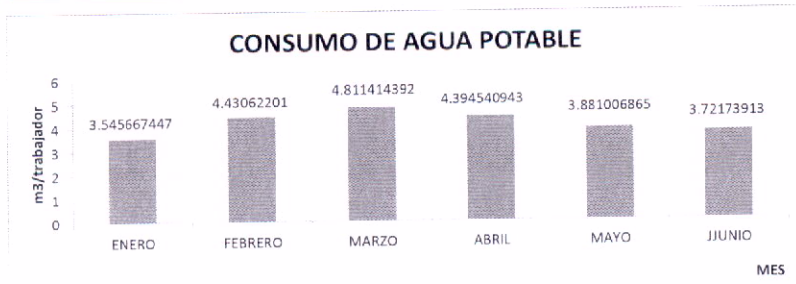 CONSUMO DE AGUA POTABLE
m3/trabajador
6
5
4
3
2
1
0
3.545667447
4.43062201
4.811414392
4.394540943
3.881006865
3.72173913
ENERO
FEBRERO
MARZO
ABRIL
MAYO
JJUNIO
MES